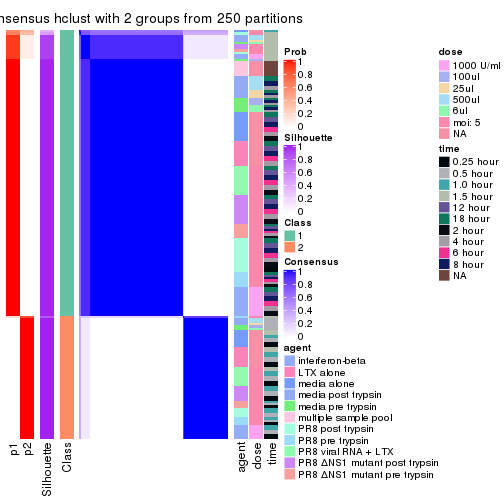 nsensus hclust with 2 groups from 250 partitions
p1
p2
Silhouette
Class
agent
dose
time
Prob
1
0.8
0.6
0.4
0.2
0
Silhouette
1
0.8
0.6
0.4
0.2
0
Class
1
2
Consensus
1
0.8
0.6
0.4
0.2
0
agent
interferon-beta
LTX alone
media alone
media post trypsin
media pre trypsin
multiple sample pool
PR8 post trypsin
PR8 pre trypsin
PR8 viral RNA + LTX
PR8 ΔNS1 mutant post trypsin
PR8 ΔNS1 mutant pre trypsin
dose
1000 U/ml
100ul
25ul
500ul
6ul
moi: 5
NA
time
0.25 hour
0.5 hour
1.0 hour
1.5 hour
12 hour
18 hour
2 hour
4 hour
6 hour
8 hour
NA